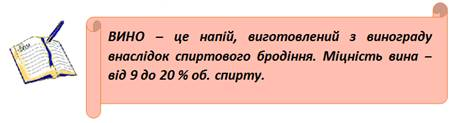 ВИНО – це напій, виготовлений з винограду
внаслідок спиртового бродіння. Міцність вина –
від 9 до 20 % об. спирту.